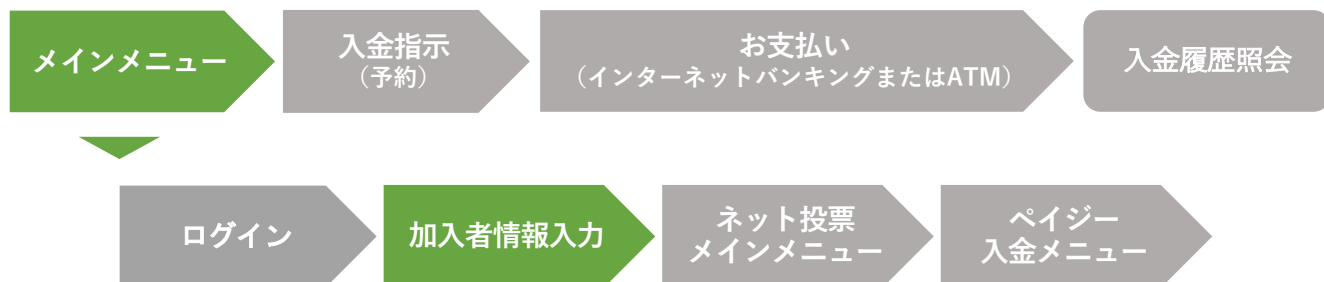 メインメニュー
入金指示
（予約）
お支払い
（インターネットバンキングまたはATM）
入金履歴照会
ログイン
加入者情報入力
ネット投票
メインメニュー
ペイジー
入金メニュー